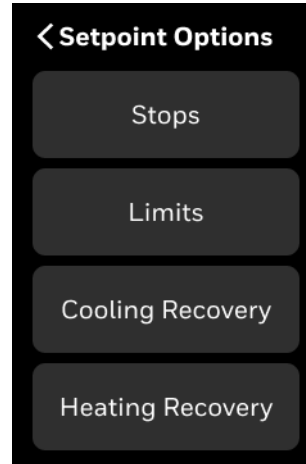 Setpoint Options
Stops
Limits
Cooling Recovery
Heating Recovery